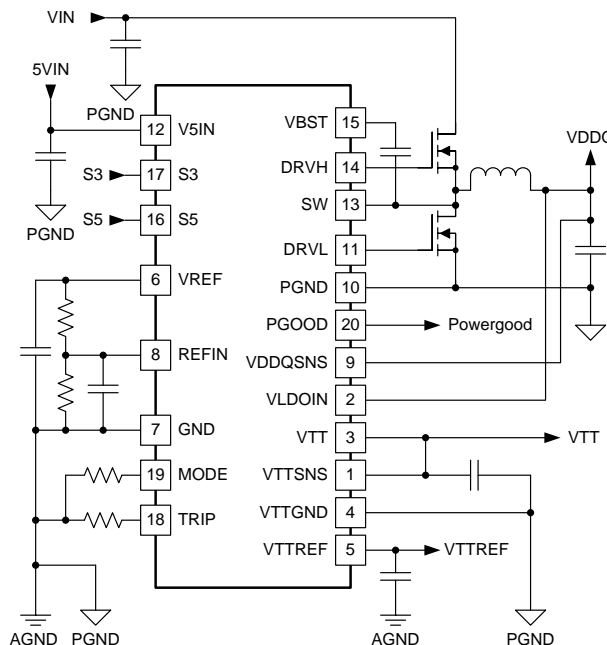 VIN
5VIN
PGND
12 V5IN
VBST 15
S3 17 S3
DRVH 14
VDDQ
S5 16 S5
SW 13
PGND
DRVL 11
6 VREF
PGND 10
PGOOD 20 Powergood
8 REFIN
VDDQSNS 9
VLDOIN 2
7 GND
VTT 3 VTT
19 MODE
VTTSNS 1
18 TRIP
VTTGND 4
VTTREF 5 VTTREF
AGND PGND
AGND PGND